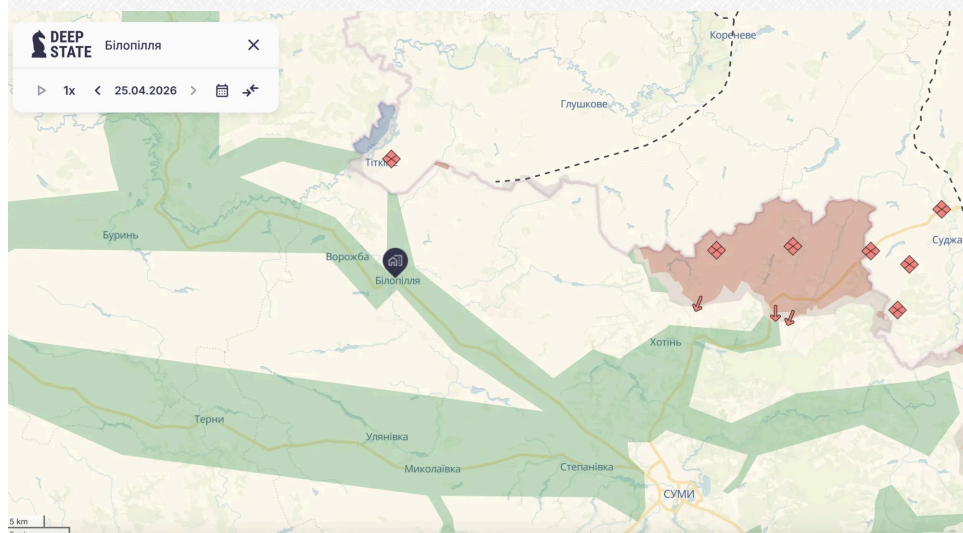 DEEP
STATE
Білопілля
1x
25.04.2026
Кореневе
Глушкове
Суджа
Буринь
Ворожба
Білопілля
Хотінь
Терни
Улянівка
Миколаївка
Степанівка
СУМИ
5 km